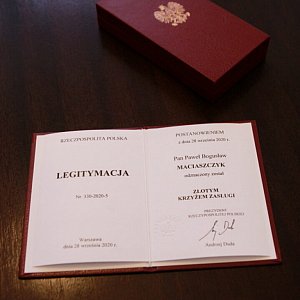 RZECZPOSPOLITA POLSKA
LEGITYMACJA
Nr 330-2020-5
Warszawa
dnia 28 września 2020 r.
POSTANOWIENIEM
z dnia 28 września 2020 r.
Pan Paweł Bogusław
MACIASZCZYK
odznaczony został
ZŁOTYM
KRZYŻEM ZASŁUGI
PREZYDENT
RZECZYPOSPOLITEJ POLSKIEJ
Andrzej Duda